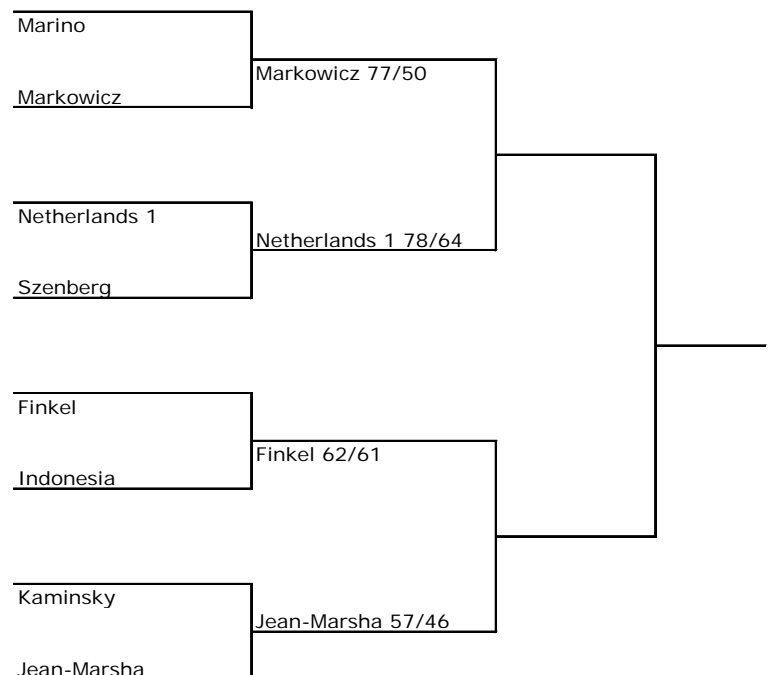 Marino
Markowicz 77/50
Markowicz
Netherlands 1
Netherlands 1 78/64
Szenberg
Finkel
Finkel 62/61
Indonesia
Kaminsky
Jean-Marsha 57/46
Jean-Marsha